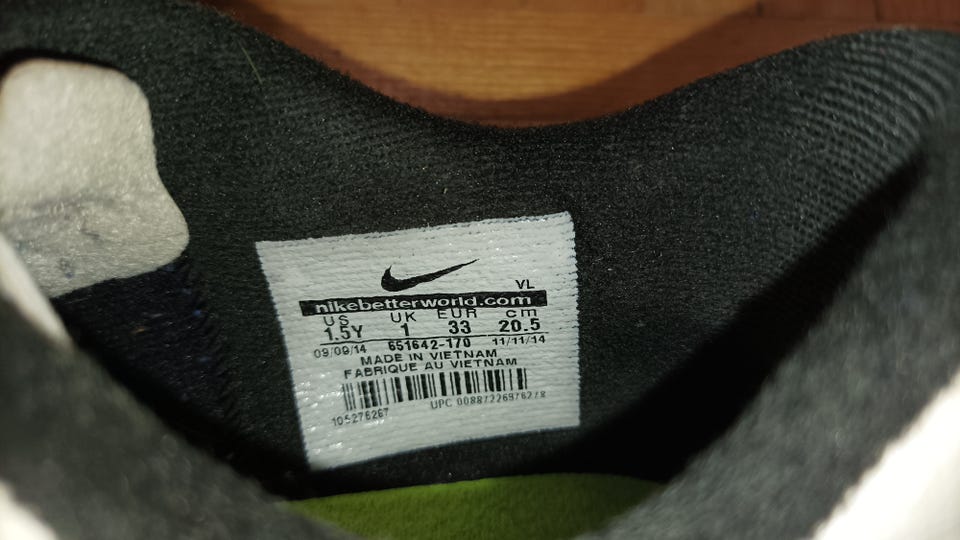 VL
nikebetterworld.com
US UK EUR cm
1.5Y 1 33 20.5
09/09/14 651642-170 11/11/14
MADE IN VIETNAM
FABRIQUE AU VIETNAM
UPC
105276267